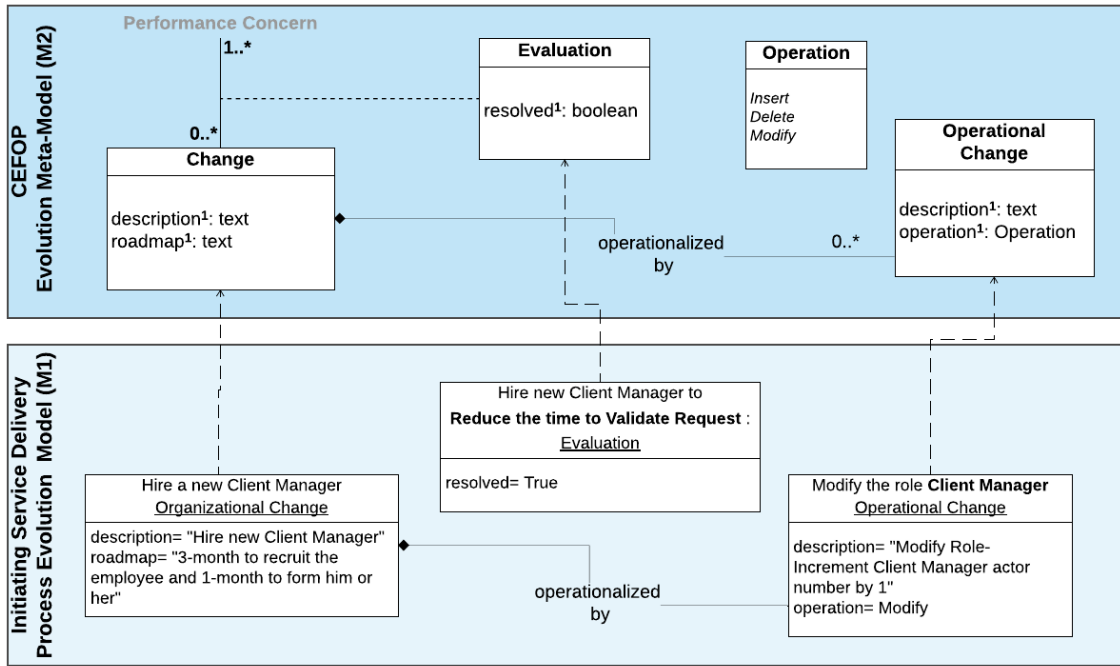 CEFOP
Evolution Meta-Model (M2)
Performance Concern
1..*
0..*
Change
description¹: text
roadmap¹: text
Evaluation
resolved¹: boolean
Operation
Insert
Delete
Modify
Operational
Change
description¹: text
operation¹: Operation
operationalized
by
0..*
Initiating Service Delivery
Process Evolution Model (M1)
Hire new Client Manager to
Reduce the time to Validate Request :
Evaluation
resolved= True
Hire a new Client Manager
Organizational Change
description= "Hire new Client Manager"
roadmap= "3-month to recruit the
employee and 1-month to form him or
her"
operationalized
by
Modify the role Client Manager
Operational Change
description= "Modify Role-
Increment Client Manager actor
number by 1"
operation= Modify